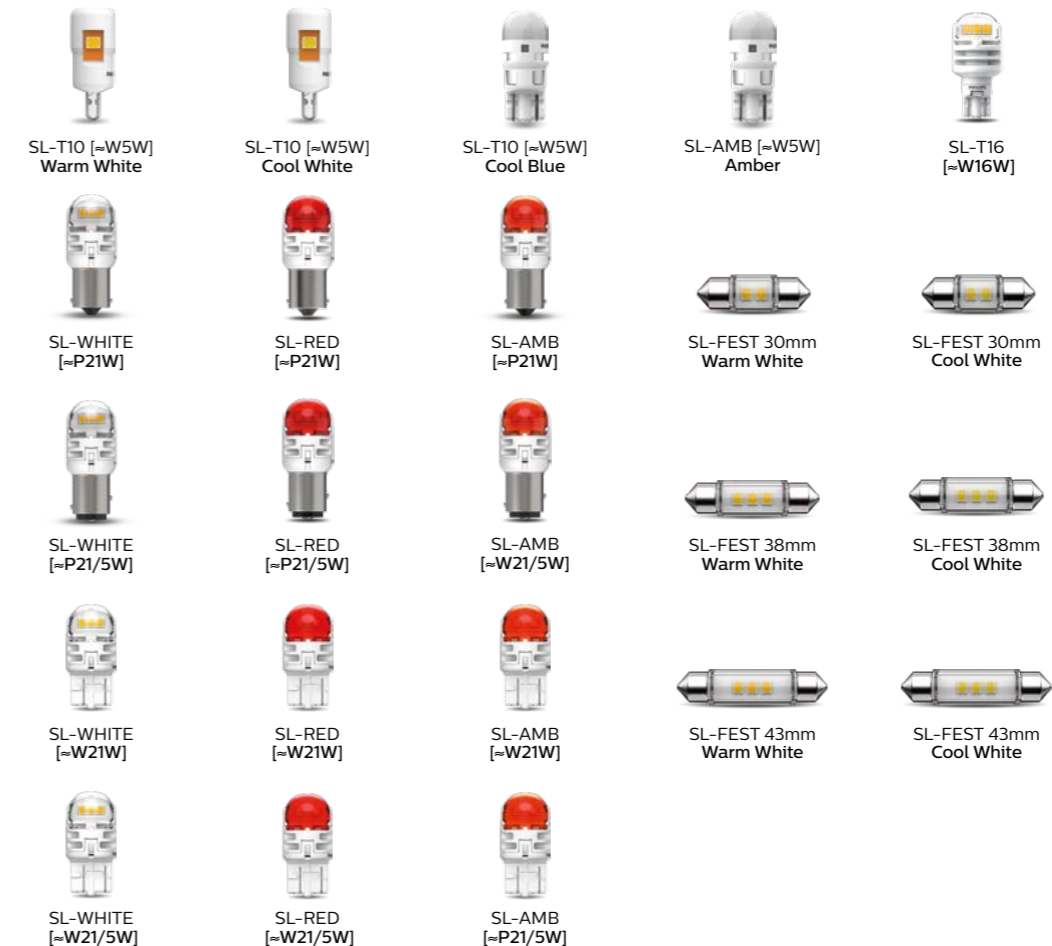 SL-T10 [≈W5W]
Warm White
SL-T10 [≈W5W]
Cool White
SL-T10 [≈W5W]
Cool Blue
SL-AMB [≈W5W]
Amber
SL-T16
[≈W16W]
SL-WHITE
[≈P21W]
SL-RED
[≈P21W]
SL-AMB
[≈P21W]
SL-FEST 30mm
Warm White
SL-FEST 30mm
Cool White
SL-WHITE
[≈P21/5W]
SL-RED
[≈P21/5W]
SL-AMB
[≈W21/5W]
SL-FEST 38mm
Warm White
SL-FEST 38mm
Cool White
SL-WHITE
[≈W21W]
SL-RED
[≈W21W]
SL-AMB
[≈W21W]
SL-FEST 43mm
Warm White
SL-FEST 43mm
Cool White
SL-WHITE
[≈W21/5W]
SL-RED
[≈W21/5W]
SL-AMB
[≈P21/5W]